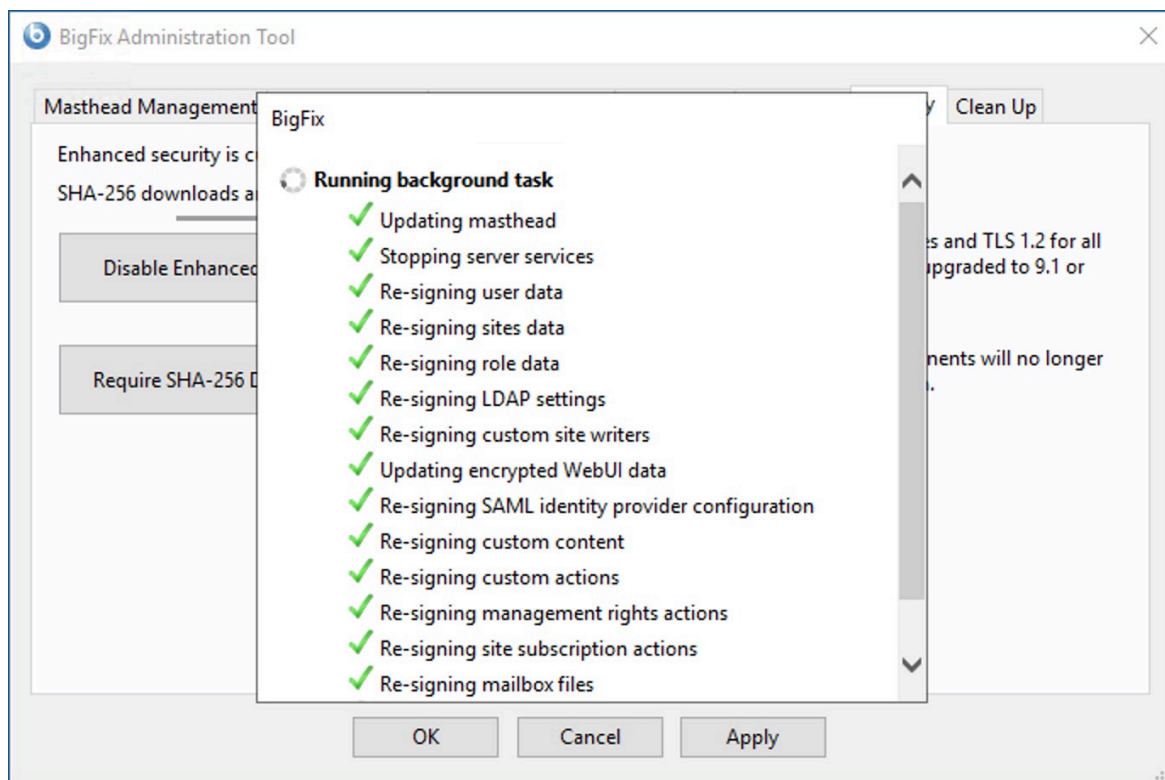 BigFix Administration Tool
Masthead Management
Clean Up
Enhanced security is c
SHA-256 downloads a
Disable Enhanced
Require SHA-256 D
BigFix
Running background task
Updating masthead
Stopping server services
Re-signing user data
Re-signing sites data
Re-signing role data
Re-signing LDAP settings
Re-signing custom site writers
Updating encrypted WebUI data
Re-signing SAML identity provider configuration
Re-signing custom content
Re-signing custom actions
Re-signing management rights actions
Re-signing site subscription actions
Re-signing mailbox files
es and TLS 1.2 for all
upgraded to 9.1 or
nents will no longer
OK
Cancel
Apply